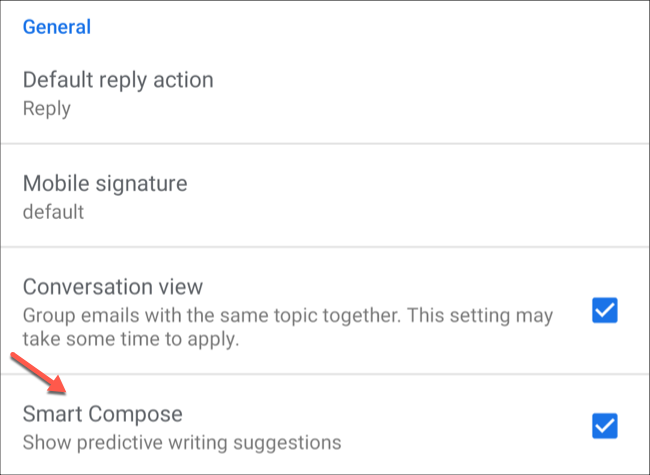 General
Default reply action
Reply
Mobile signature
default
Conversation view
Group emails with the same topic together. This setting may
take some time to apply.
Smart Compose
Show predictive writing suggestions